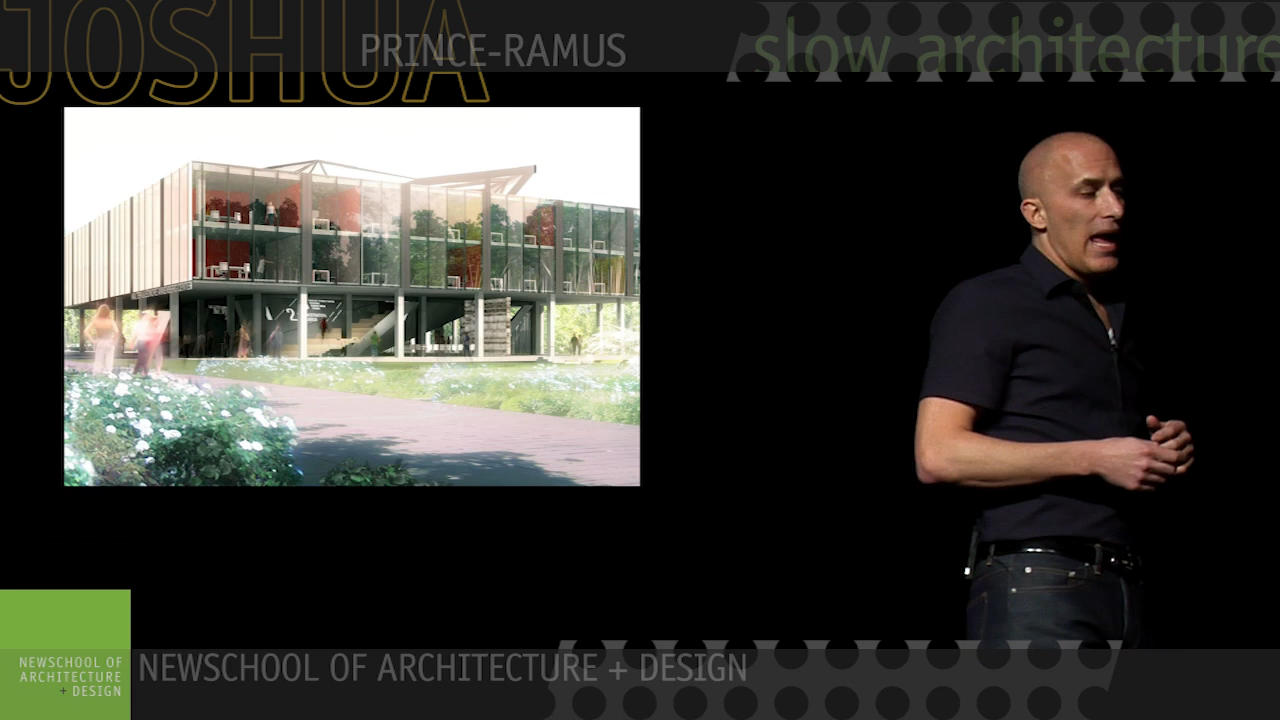 JOSHUA
PRINCE-RAMUS
slow architecture
NEWSCHOOL OF
ARCHITECTURE
+ DESIGN
NEWSCHOOL OF ARCHITECTURE + DESIGN